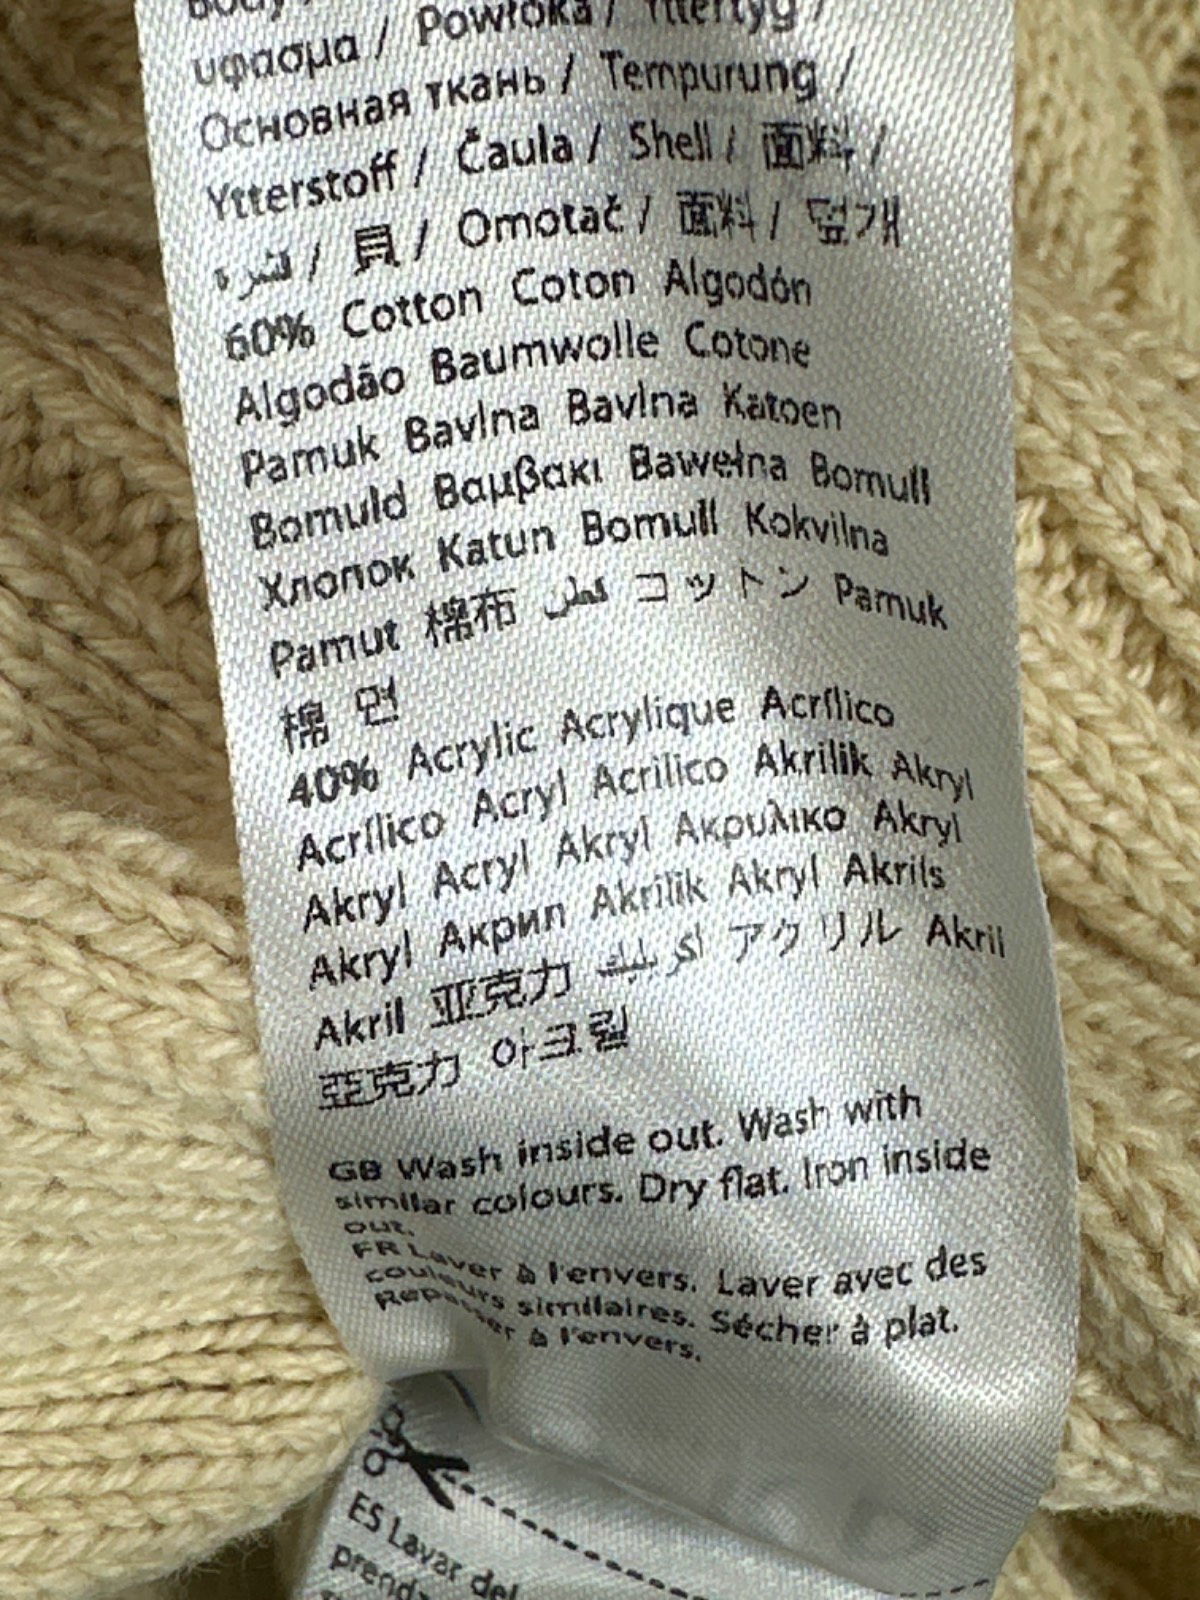 υφασμα / Powłoka / Yttertyg /
Основная ткань / Tempurung /
Ytterstoff / Čaula / Shell / 面料 /
قشرة / 貝 / Omotač / 面料 / 덮개
60% Cotton Coton Algodón
Algodão Baumwolle Cotone
Pamuk Bavlna Bavlna Katoen
Bomuld Βαμβακι Bawełna Bomull
Хлопок Katun Bomull Kokvilna
Pamut 棉布 قطن コットン Pamuk
棉 면
40% Acrylic Acrylique Acrílico
Acrílico Acryl Acrilico Akrilik Akryl
Akryl Acryl Akryl Ακρυλικο Akryl
Akryl Акрил Akrilik Akryl Akrils
Akril 亚克力 اكريليك アクリル Akril
亞克力 아크릴
GB Wash inside out. Wash with
similar colours. Dry flat. Iron inside
out.
FR Laver à l'envers. Laver avec des
couleurs similaires. Sécher à plat.
Repasser à l'envers.
ES Lavar del